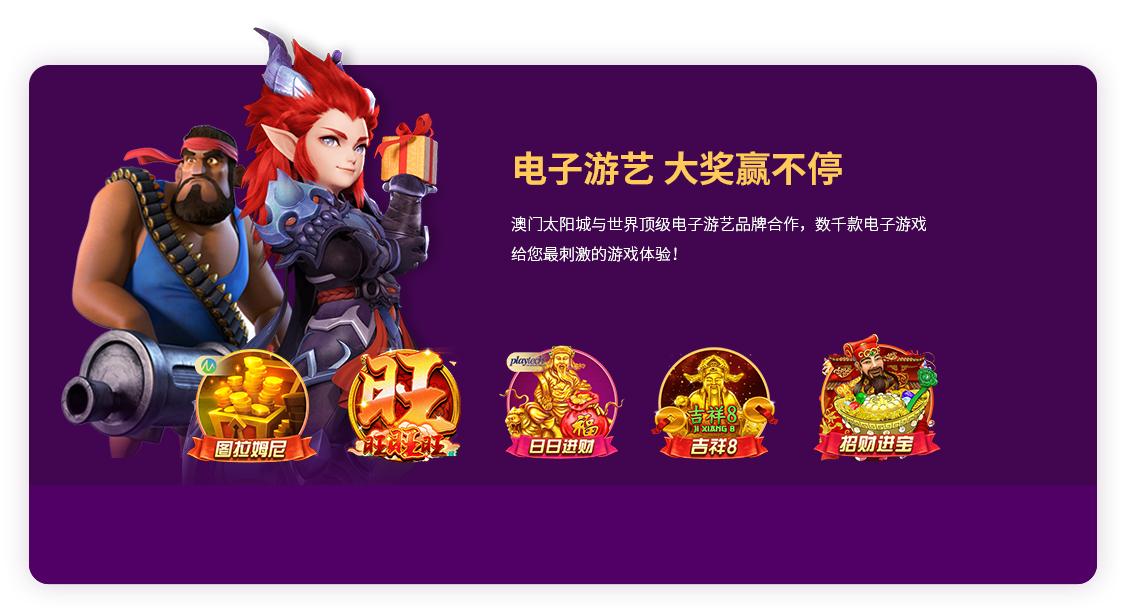 电子游艺 大奖赢不停
澳门太阳城与世界顶级电子游艺品牌合作，数千款电子游戏
给您最刺激的游戏体验！
图拉姆尼
旺
旺旺旺
playtech
福
日日进财
吉祥8
JI XIANG 8
吉祥8
招财进宝